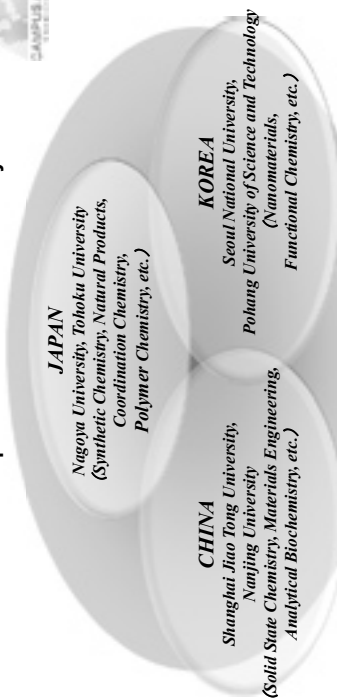 JAPAN
Nagoya University, Tohoku University
(Synthetic Chemistry, Natural Products,
Coordination Chemistry,
Polymer Chemistry, etc.)
CHINA
Shanghai Jiao Tong University,
Nanjing University
(Solid State Chemistry, Materials Engineering,
Analytical Biochemistry, etc.)
KOREA
Seoul National University,
Pohang University of Science and Technology
(Nanomaterials,
Functional Chemistry, etc.)
CAMPUS